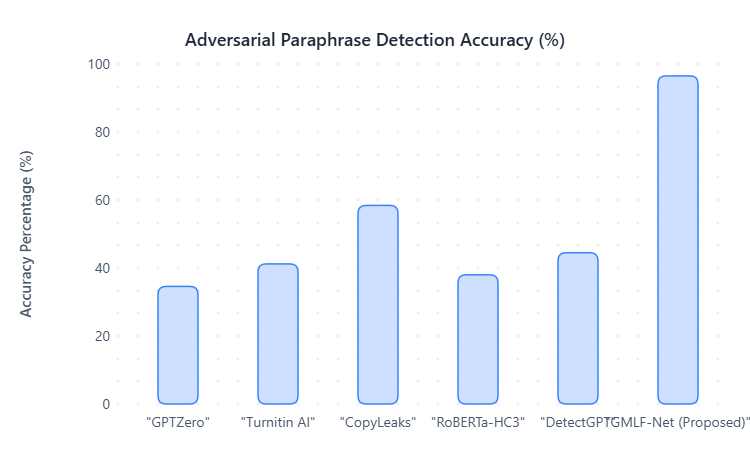 Adversarial Paraphrase Detection Accuracy (%)
Accuracy Percentage (%)
100
80
60
40
20
0
"GPTZero" "Turnitin AI" "CopyLeaks" "RoBERTa-HC3" "DetectGPT" "GMLF-Net (Proposed)"